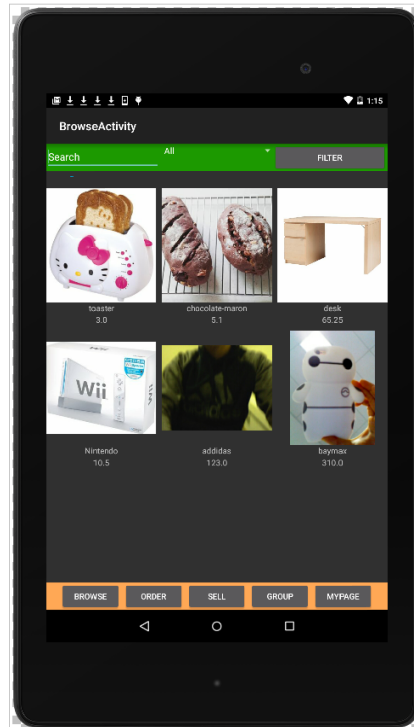 1:15
BrowseActivity
Search
All
FILTER
toaster
chocolate-maron
desk
3.0
5.1
65.25
Wii
Nintendo
addidas
baymax
10.5
123.0
310.0
BROWSE
ORDER
SELL
GROUP
MYPAGE